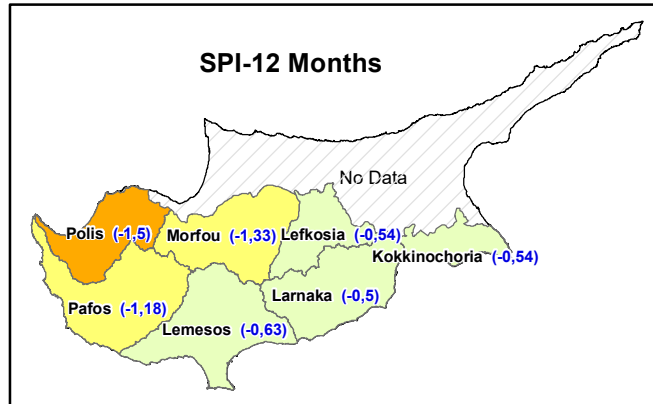 SPI-12 Months
No Data
Polis (-1,5)
Morfou (-1,33)
Lefkosia (-0,54)
Kokkinochoria (-0,54)
Pafos (-1,18)
Larnaka (-0,5)
Lemesos (-0,63)